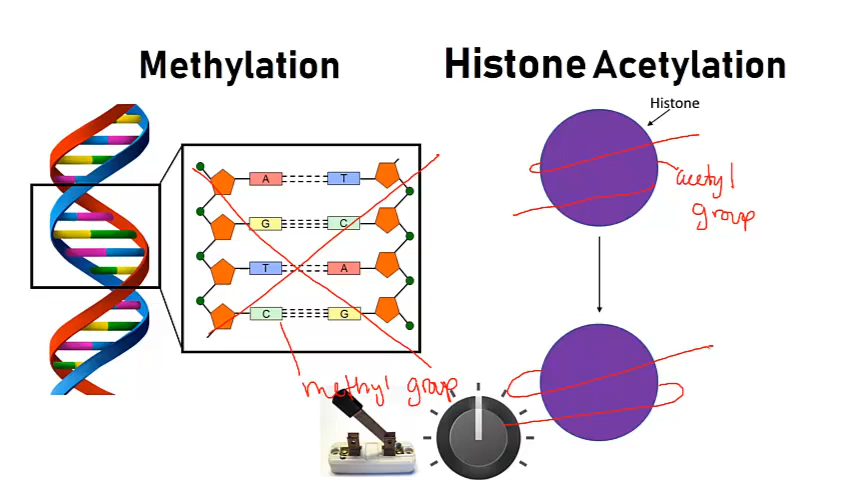 Methylation
Histone Acetylation
Histone
A T
G C
T A
C G
methyl group
acetyl
group